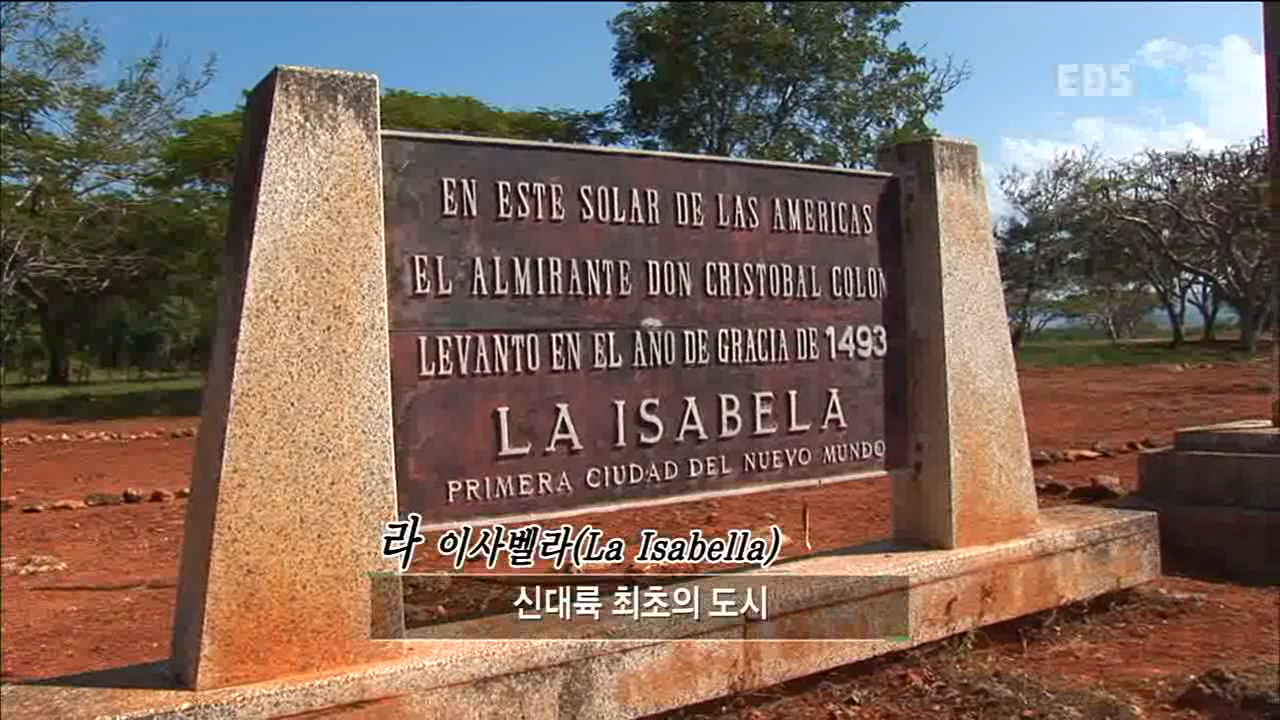 EBS
EN ESTE SOLAR DE LAS AMERICAS
EL ALMIRANTE DON CRISTOBAL COLON
LEVANTO EN EL AÑO DE GRACIA DE 1493
LA ISABELA
PRIMERA CIUDAD DEL NUEVO MUNDO
라 이사벨라(La Isabella)
신대륙 최초의 도시